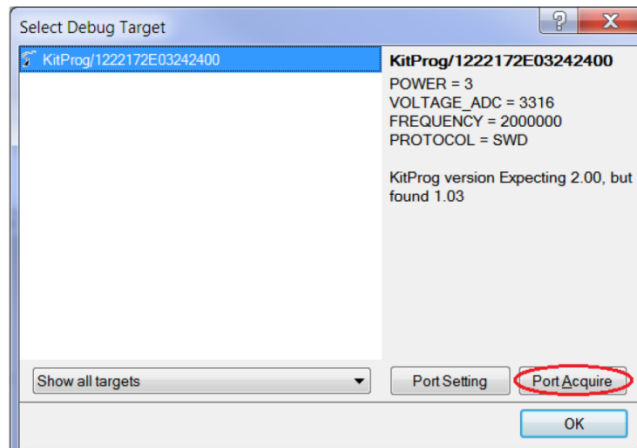 Select Debug Target
KitProg/1222172E03242400
KitProg/1222172E03242400
POWER = 3
VOLTAGE_ADC = 3316
FREQUENCY = 2000000
PROTOCOL = SWD
KitProg version Expecting 2.00, but
found 1.03
Show all targets
Port Setting
Port Acquire
OK